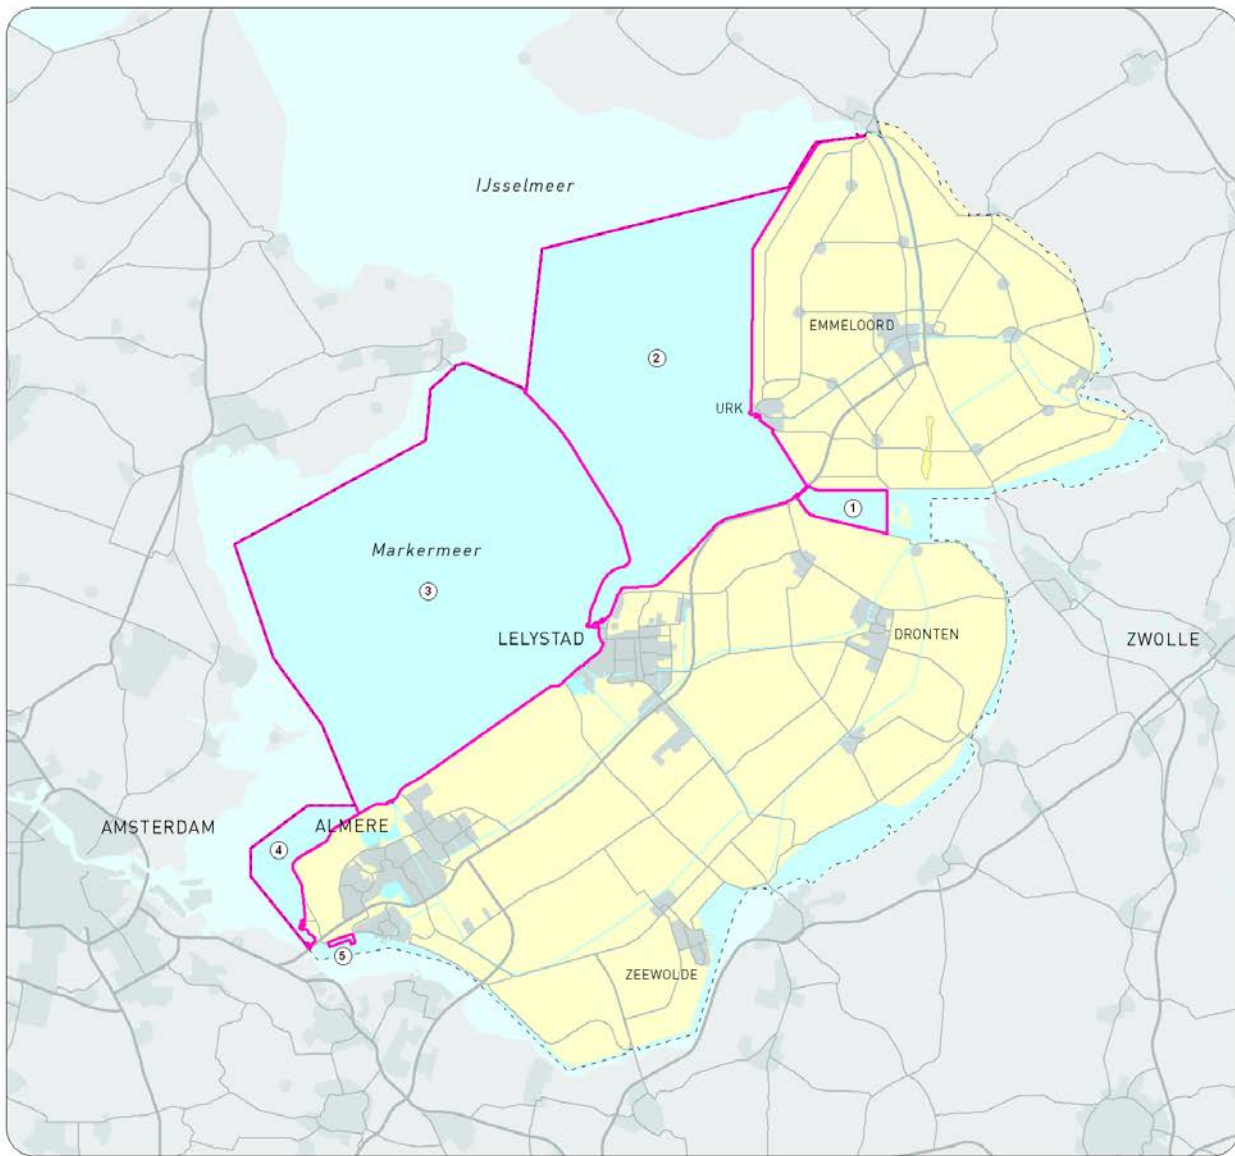 IJsselmeer
EMMELOORD
2
URK
1
Markermeer
3
LELYSTAD
DRONTEN
ZWOLLE
AMSTERDAM
ALMERE
4
5
ZEEWOLDE